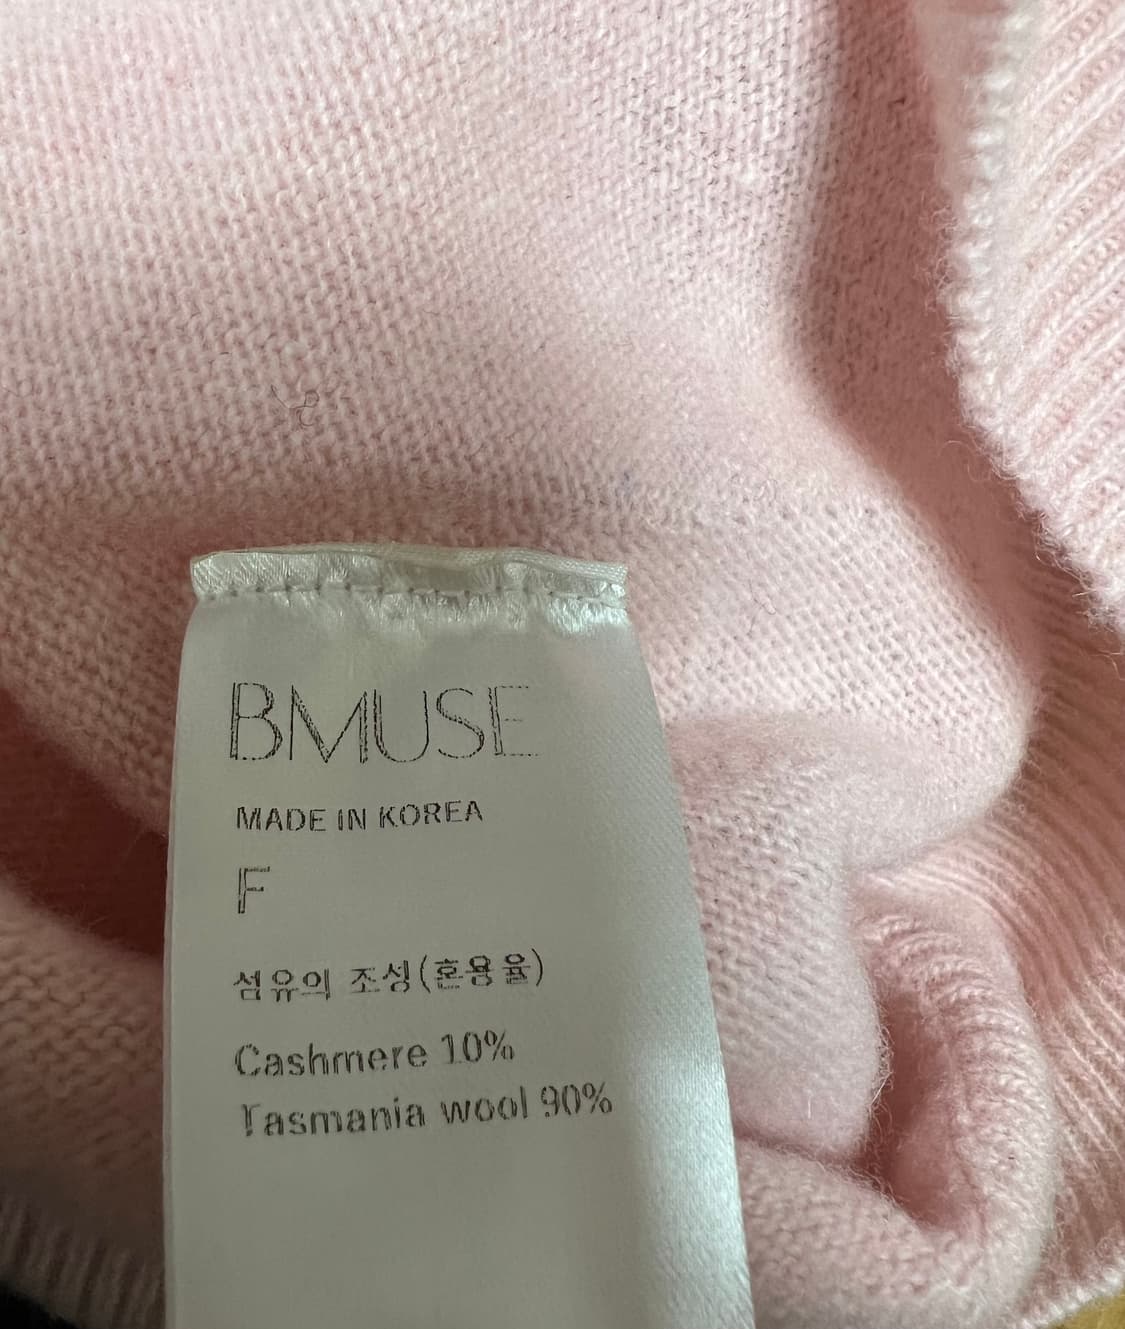 BMUSE
MADE IN KOREA
F
섬유의 조성(혼용율)
Cashmere 10%
Tasmania wool 90%